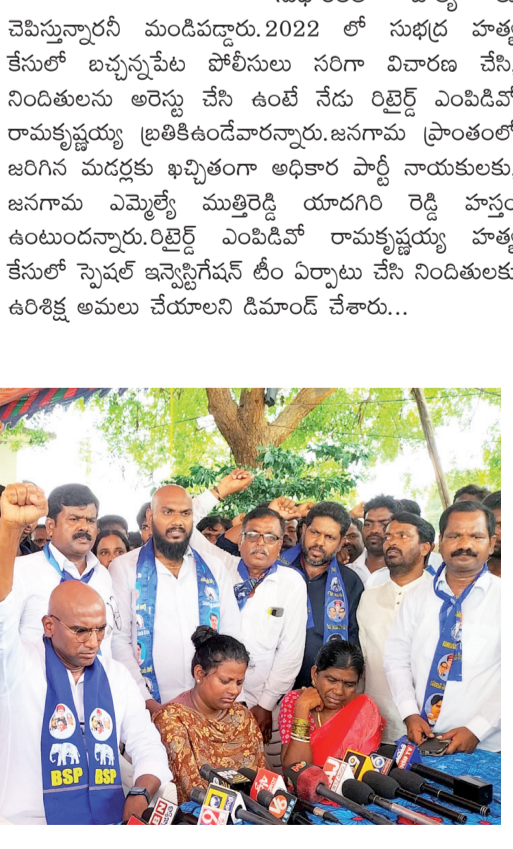 చెపిస్తున్నారనీ మండిపడ్డారు.2022 లో సుభద్ర హత్య
కేసులో బచ్చన్నపేట పోలీసులు సరిగా విచారణ చేసి,
నిందితులను అరెస్టు చేసి ఉంటే నేడు రిటైర్డ్ ఎంపిడివో
రామకృష్ణయ్య బ్రతికిఉండేవారన్నారు.జనగామ ప్రాంతంలో
జరిగిన మడర్లకు ఖచ్చితంగా అధికార పార్టీ నాయకులకు,
జనగామ ఎమ్మెల్యే ముత్తిరెడ్డి యాదగిరి రెడ్డి హస్తం
ఉంటుందన్నారు.రిటైర్డ్ ఎంపిడివో రామకృష్ణయ్య హత్య
కేసులో స్పెషల్ ఇన్వెస్టిగేషన్ టీం ఏర్పాటు చేసి నిందితులకు
ఉరిశిక్ష అమలు చేయాలని డిమాండ్ చేశారు...
BSP BSP